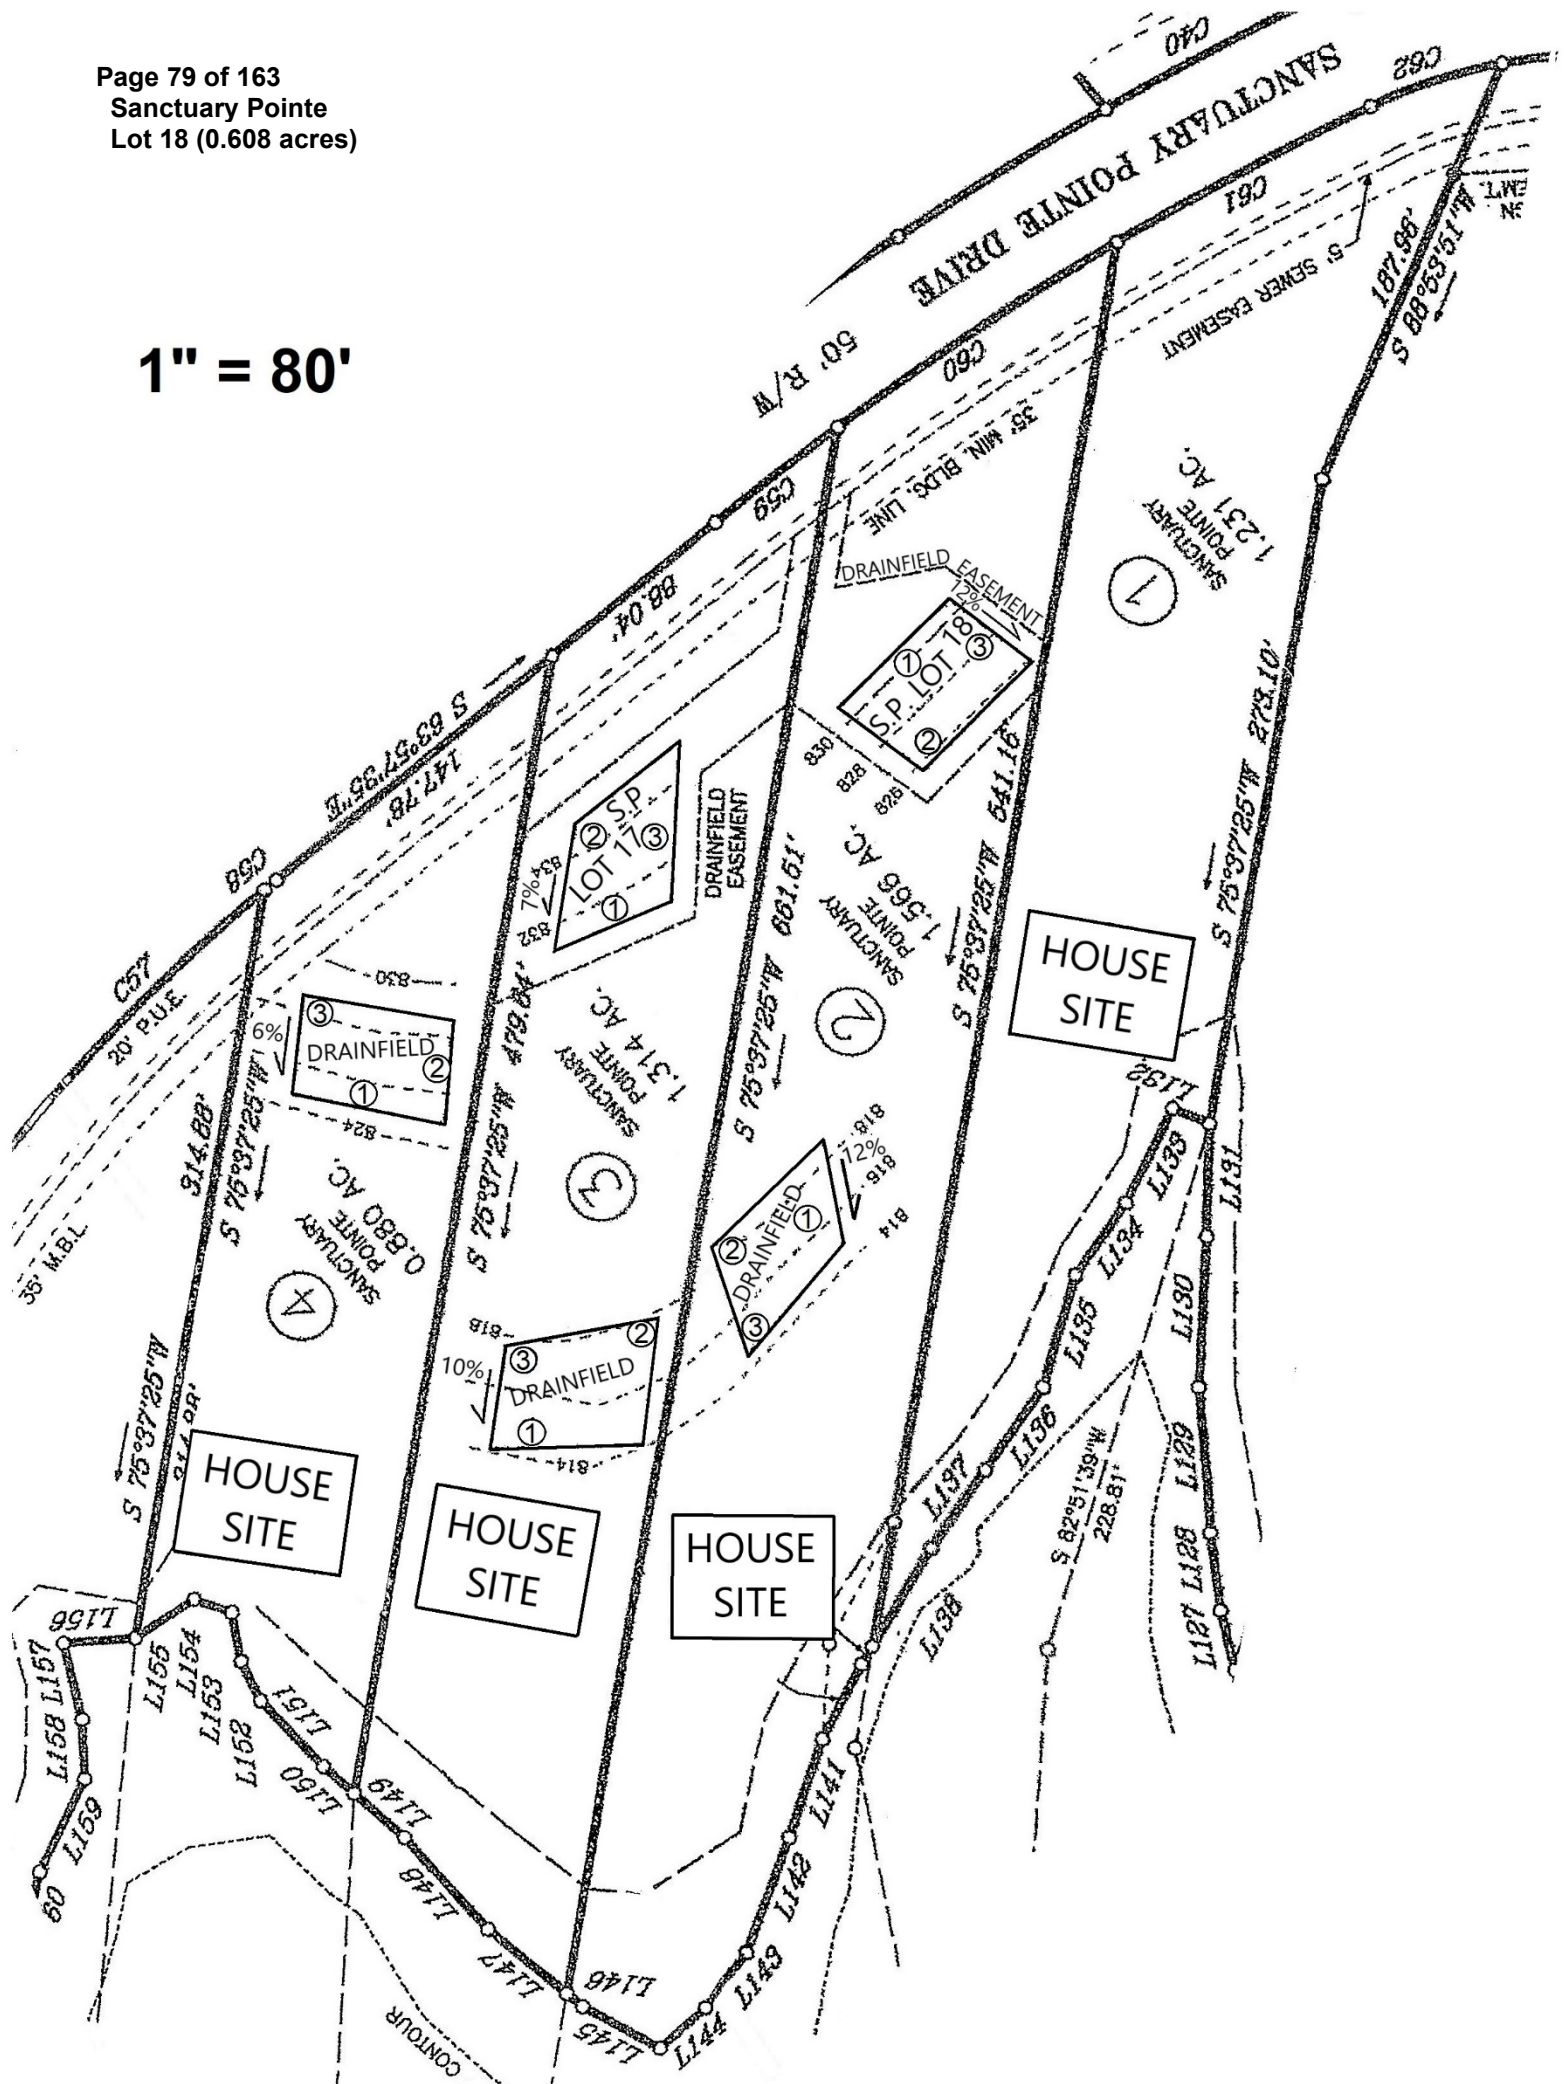 Page 79 of 163
Sanctuary Pointe
Lot 18 (0.608 acres)
1" = 80'
C40
SANCTUARY POINTE DRIVE
50' R/W
C62
C61
C60
C59
C58
C57
5' SEWER EASEMENT
187.96'
S 88°53'51"W
35' MIN. BLDG. LINE
SANCTUARY
POINTE
1.231 AC.
1
DRAINFIELD EASEMENT
12%
S.P. LOT 18
1
3
2
830
828
826
88.04'
S 63°57'35"E
147.78'
S.P.
LOT 17
2
3
1
7%
832
DRAINFIELD
EASEMENT
S 75°37'25"W 661.51'
S 75°37'25"W 541.16'
S 75°37'25"W 273.10'
SANCTUARY
POINTE
1.566 AC.
2
HOUSE
SITE
20' P.U.E.
35' M.B.L.
830
6%
3
DRAINFIELD
2
1
824
314.88'
S 75°37'25"W
S 75°37'25"W 479.64'
SANCTUARY
POINTE
1.314 AC.
3
SANCTUARY
POINTE
0.880 AC.
4
818
12%
816
814
DRAINFIELD
1
2
3
818
10%
3
2
DRAINFIELD
1
814
S 75°37'25"W
HOUSE
SITE
HOUSE
SITE
HOUSE
SITE
L132
L133
L131
L134
L130
L135
L136
L129
L137
S 82°51'39"W
228.81'
L128
L138
L127
L156
L157
L155
L154
L153
L152
L151
L158
L159
60
L150
L149
L148
L147
L146
L145
L144
L143
L142
L141
CONTOUR